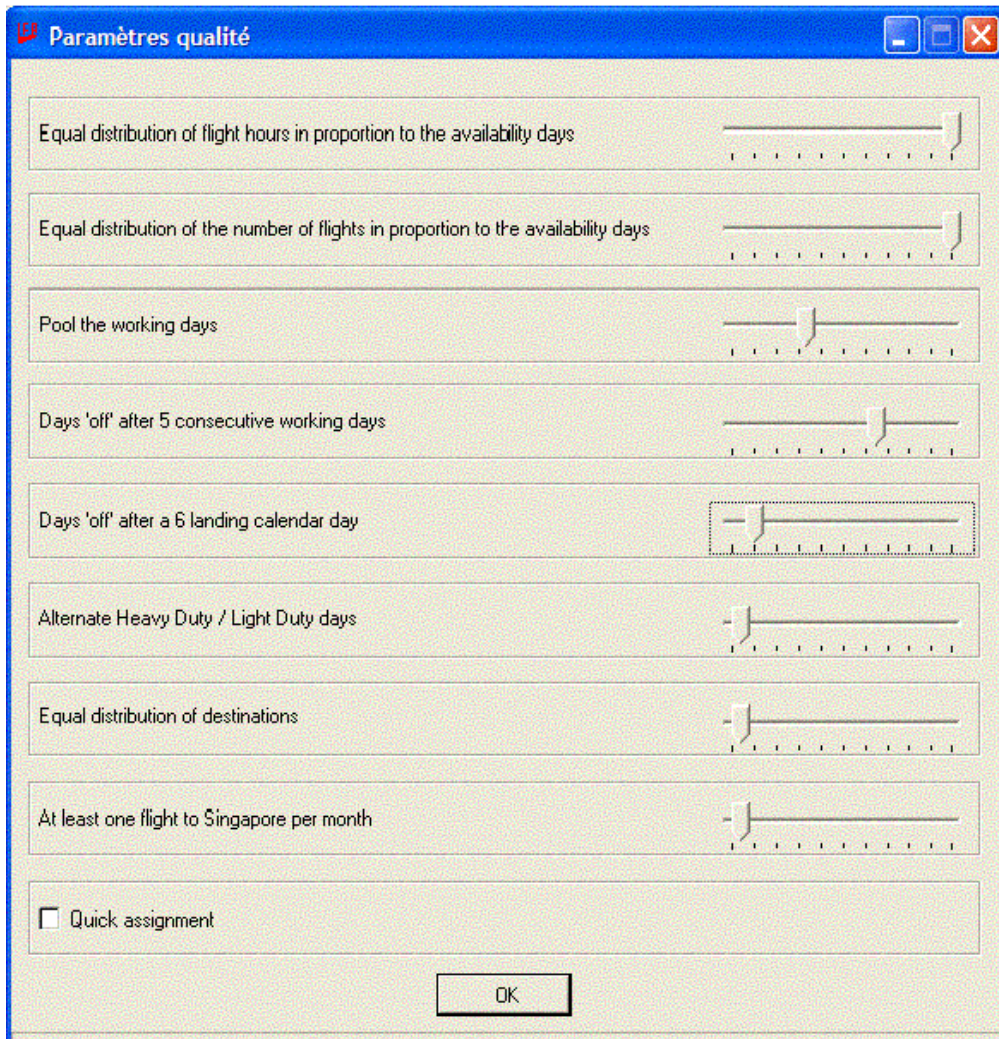 Paramètres qualité
Equal distribution of flight hours in proportion to the availability days
Equal distribution of the number of flights in proportion to the availability days
Pool the working days
Days 'off' after 5 consecutive working days
Days 'off' after a 6 landing calendar day
Alternate Heavy Duty / Light Duty days
Equal distribution of destinations
At least one flight to Singapore per month
Quick assignment
OK